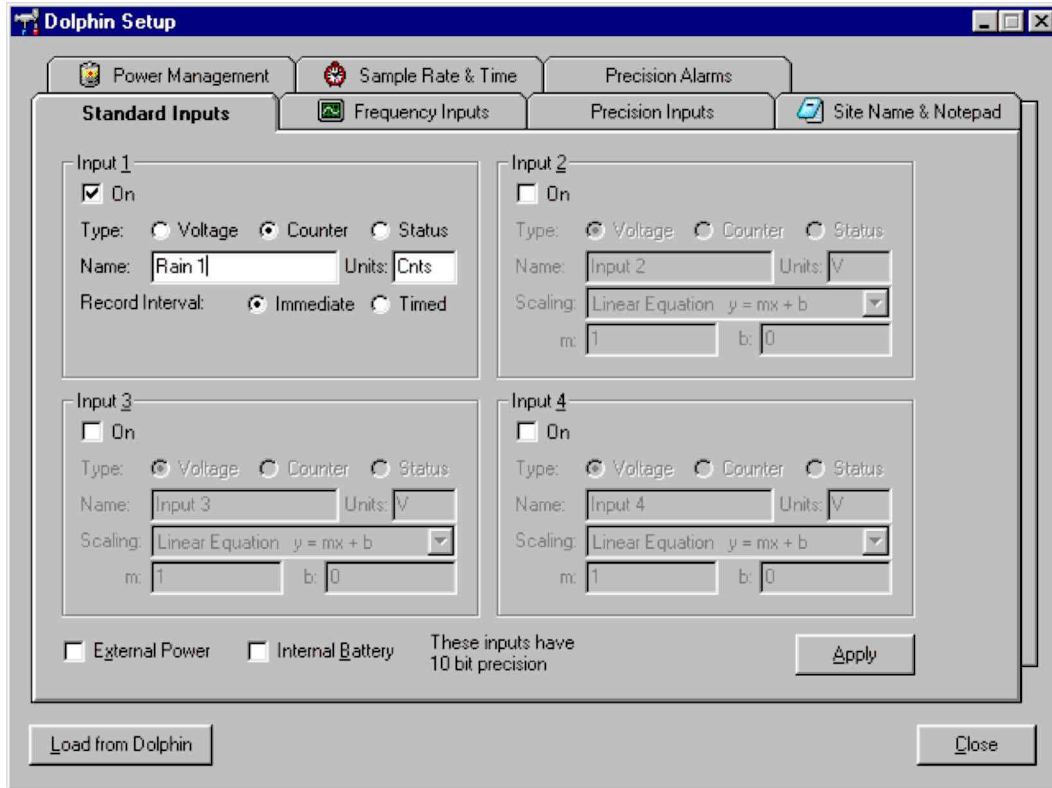 Dolphin Setup
Power Management Sample Rate & Time Precision Alarms
Standard Inputs Frequency Inputs Precision Inputs Site Name & Notepad
Input 1
On
Type: Voltage Counter Status
Name: Rain 1 Units: Cnts
Record Interval: Immediate Timed
Input 2
On
Type: Voltage Counter Status
Name: Input 2 Units: V
Scaling: Linear Equation y = mx + b
m: 1 b: 0
Input 3
On
Type: Voltage Counter Status
Name: Input 3 Units: V
Scaling: Linear Equation y = mx + b
m: 1 b: 0
Input 4
On
Type: Voltage Counter Status
Name: Input 4 Units: V
Scaling: Linear Equation y = mx + b
m: 1 b: 0
External Power Internal Battery
These inputs have
10 bit precision
Apply
Load from Dolphin Close